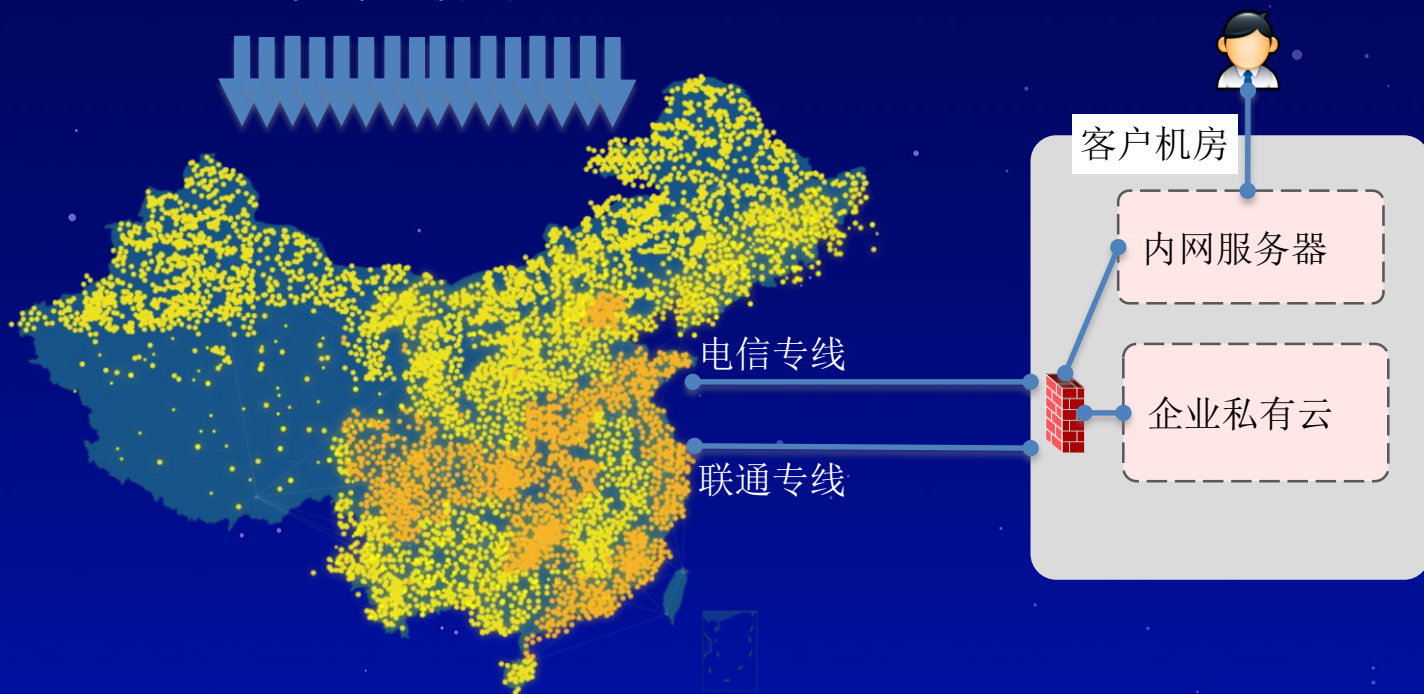 客户机房
内网服务器
电信专线
企业私有云
联通专线